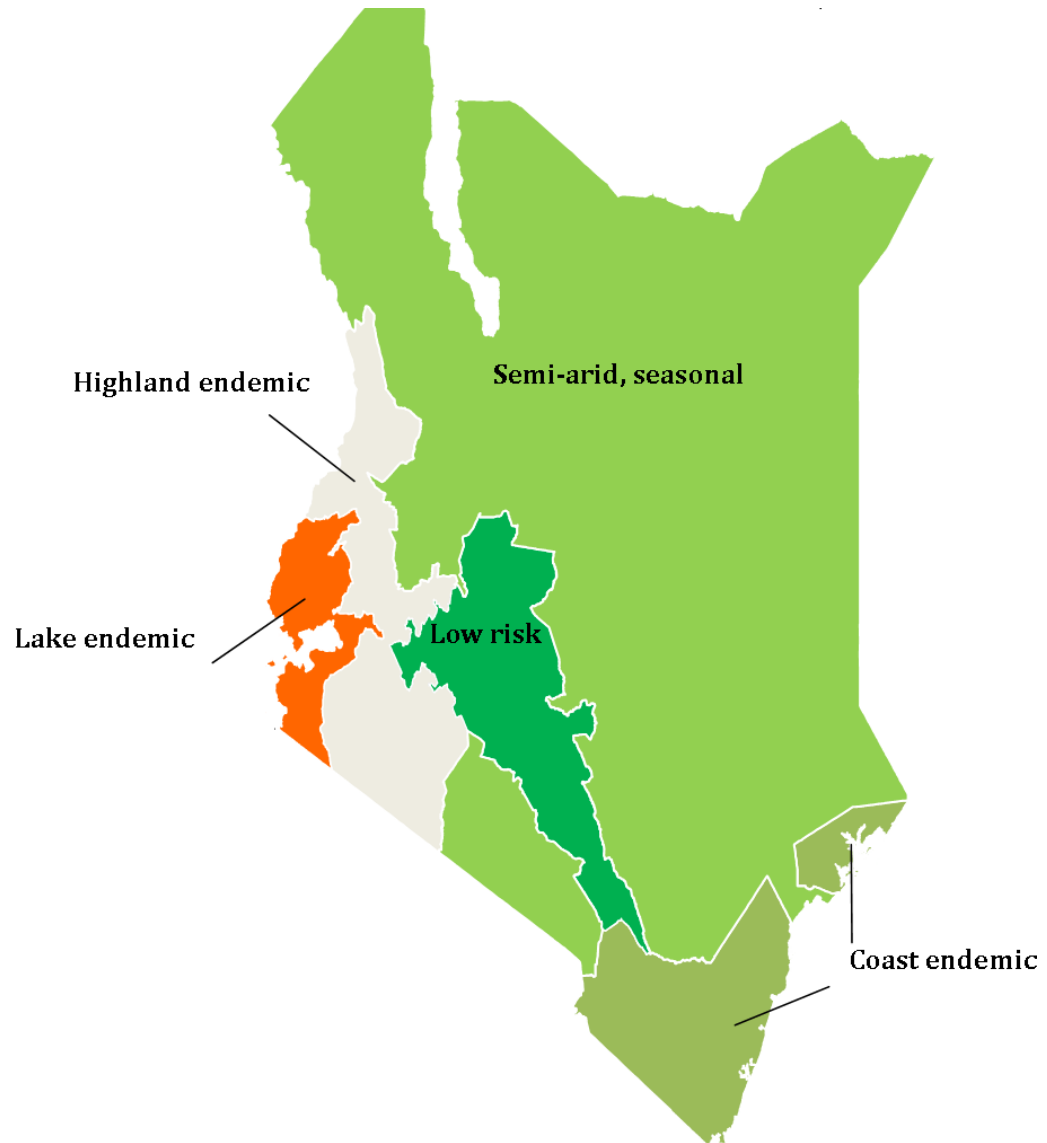 Highland endemic
Semi-arid, seasonal
Lake endemic
Low risk
Coast endemic